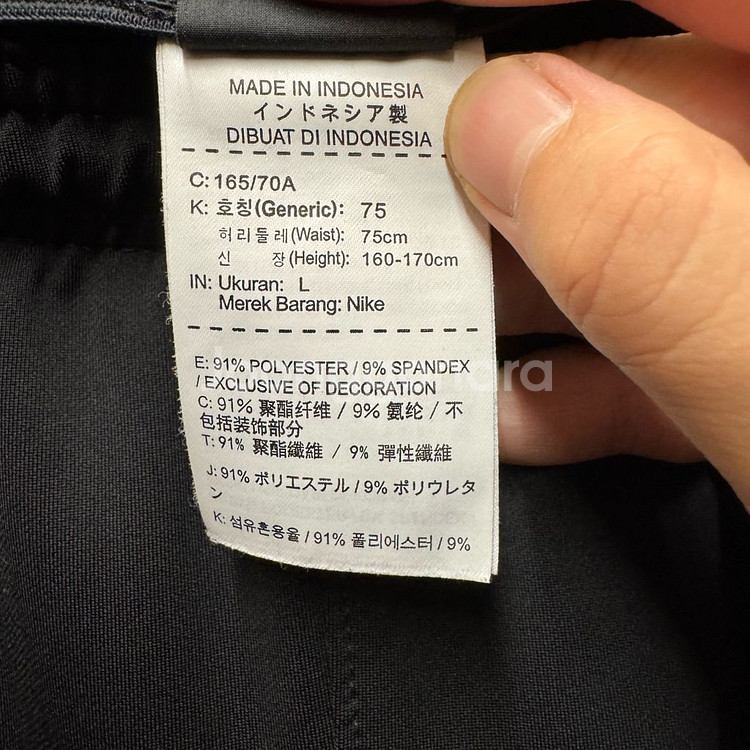 MADE IN INDONESIA
インドネシア製
DIBUAT DI INDONESIA
C: 165/70A
K: 호칭(Generic): 75
허리둘레(Waist): 75cm
신 장(Height): 160-170cm
IN: Ukuran: L
Merek Barang: Nike
E: 91% POLYESTER / 9% SPANDEX
/ EXCLUSIVE OF DECORATION
C: 91% 聚酯纤维 / 9% 氨纶 / 不
包括装饰部分
T: 91% 聚酯纖維 / 9% 彈性纖維
J: 91% ポリエステル / 9% ポリウレタ
ン
K: 섬유혼용율 / 91% 폴리에스터 / 9%